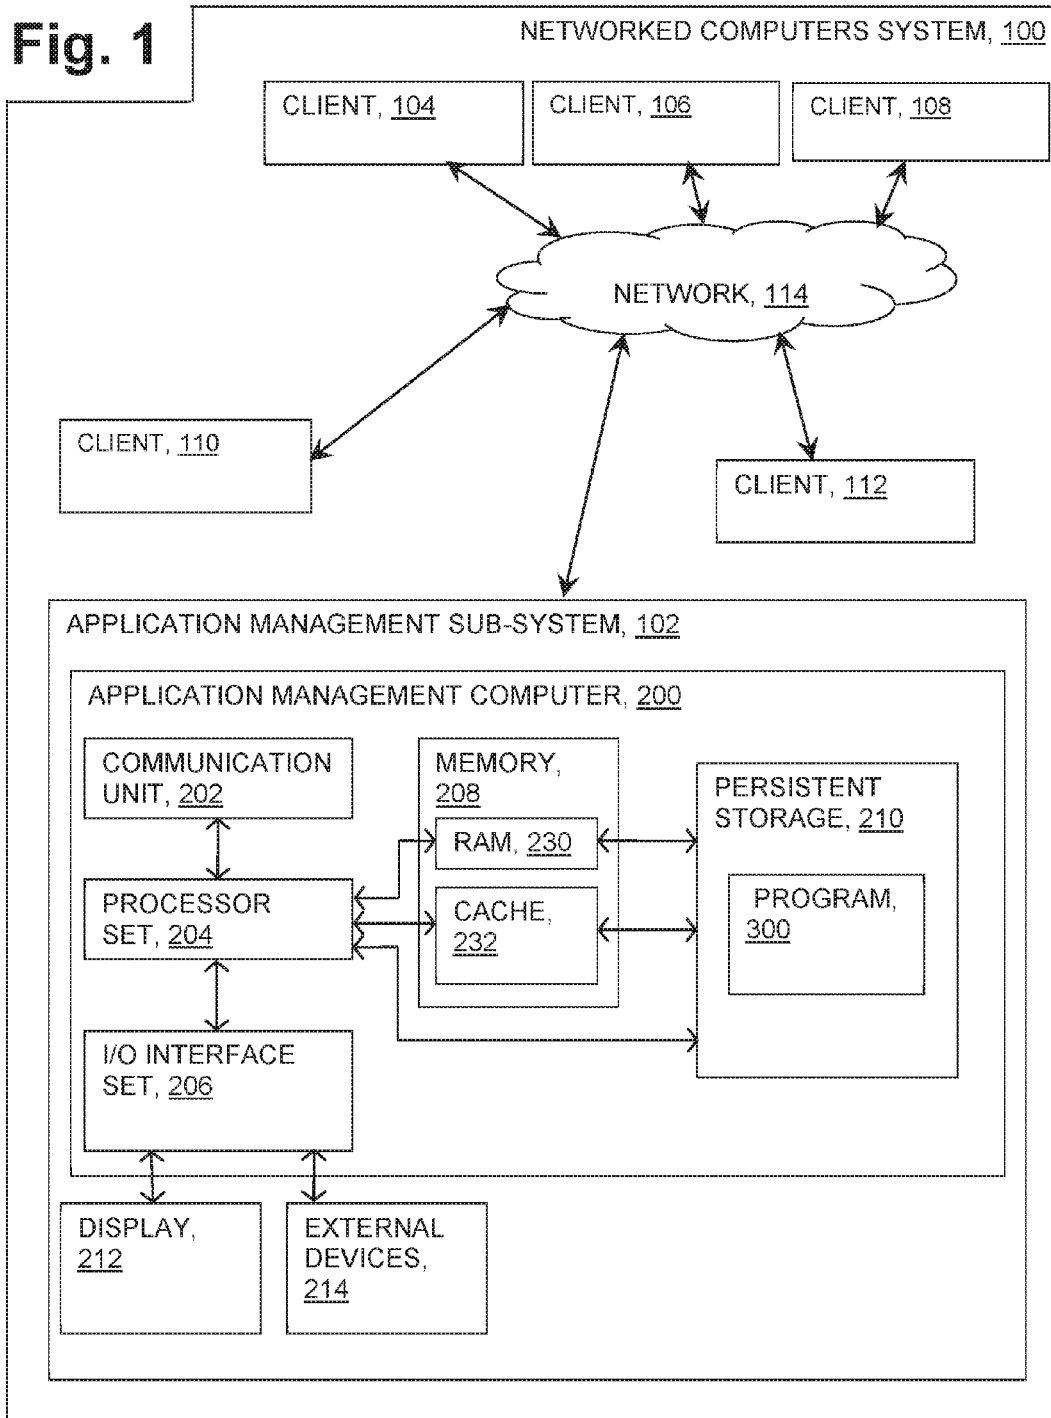 Fig. 1
NETWORKED COMPUTERS SYSTEM, 100
CLIENT, 104
CLIENT, 106
CLIENT, 108
NETWORK, 114
CLIENT, 110
CLIENT, 112
APPLICATION MANAGEMENT SUB-SYSTEM, 102
APPLICATION MANAGEMENT COMPUTER, 200
COMMUNICATION
UNIT, 202
MEMORY,
208
PERSISTENT
STORAGE, 210
RAM, 230
PROCESSOR
SET, 204
CACHE,
232
PROGRAM,
300
I/O INTERFACE
SET, 206
DISPLAY,
212
EXTERNAL
DEVICES,
214